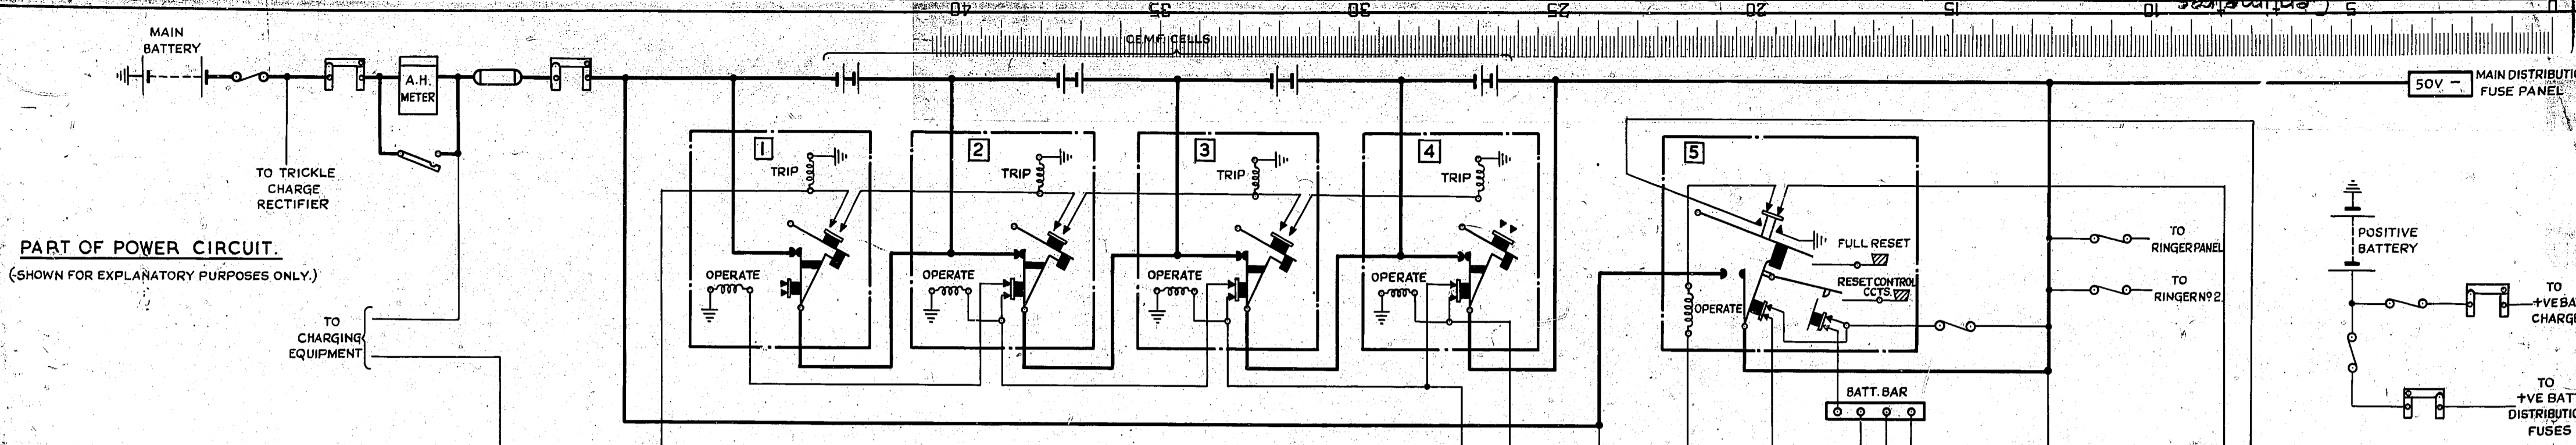 40 35 30 25 20 15 10 Centimetres 5 0
MAIN
BATTERY
C.E.M.F. CELLS
A.H.
METER
50V -
MAIN DISTRIBUTI
FUSE PANEL
TO TRICKLE
CHARGE
RECTIFIER
1
TRIP
OPERATE
2
TRIP
OPERATE
3
TRIP
OPERATE
4
TRIP
OPERATE
5
FULL RESET
RESET CONTROL
CCTS.
OPERATE
BATT. BAR
TO
RINGER PANEL
TO
RINGER Nº 2.
POSITIVE
BATTERY
TO
+VE BA
CHARG
TO
+VE BATT
DISTRIBUTIO
FUSES
PART OF POWER CIRCUIT.
(SHOWN FOR EXPLANATORY PURPOSES ONLY.)
TO
CHARGING
EQUIPMENT